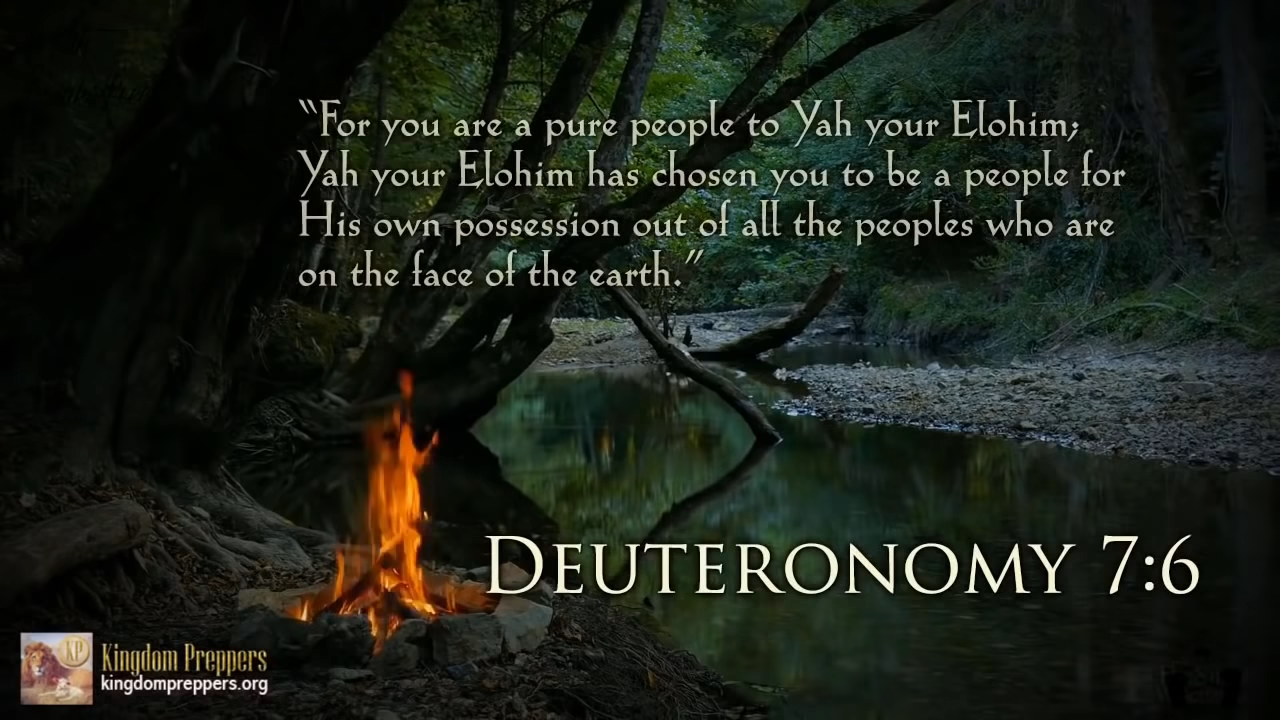 “For you are a pure people to Yah your Elohim;
Yah your Elohim has chosen you to be a people for
His own possession out of all the peoples who are
on the face of the earth.”
Deuteronomy 7:6
KP
Kingdom Preppers
kingdompreppers.org